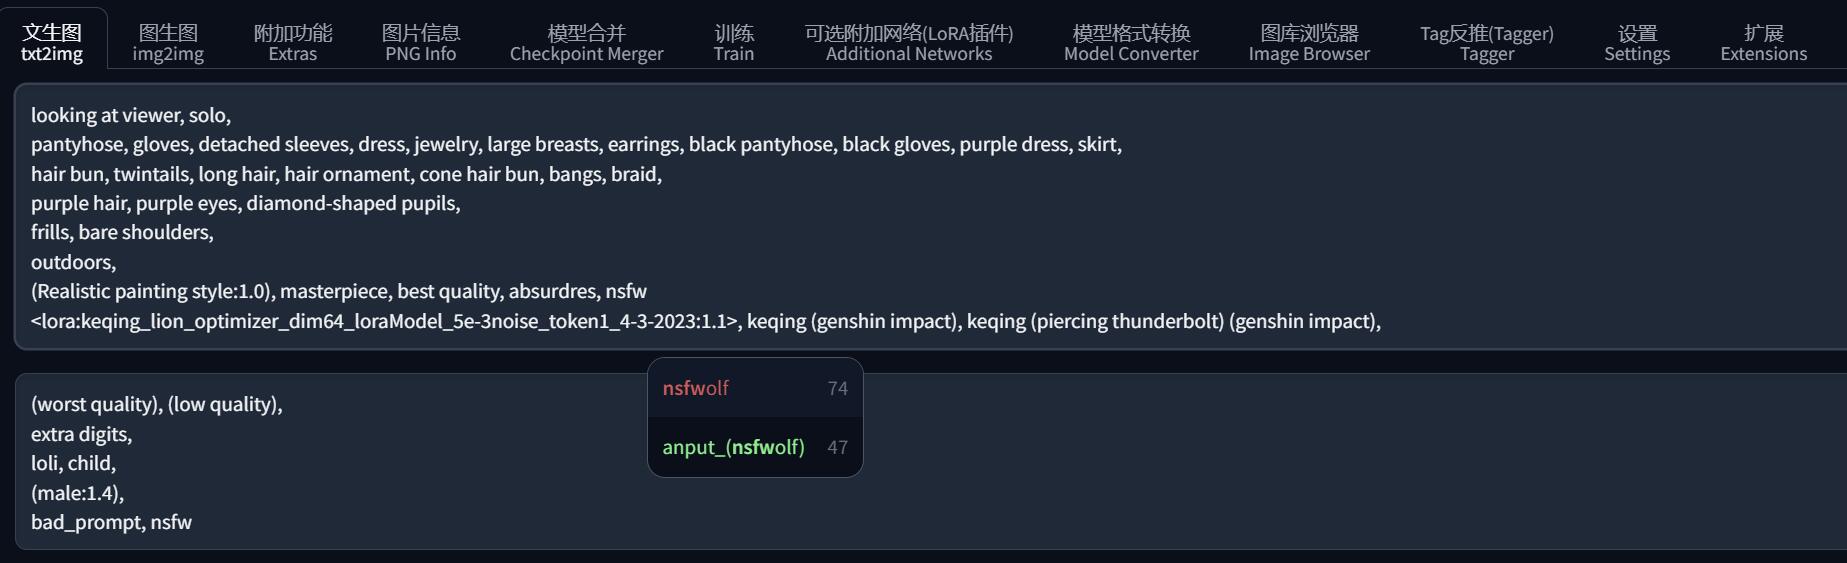 文生图 图生图 附加功能 图片信息 模型合并 训练 可选附加网络(LoRA插件) 模型格式转换 图库浏览器 Tag反推(Tagger) 设置 扩展
txt2img img2img Extras PNG Info Checkpoint Merger Train Additional Networks Model Converter Image Browser Tagger Settings Extensions
looking at viewer, solo,
pantyhose, gloves, detached sleeves, dress, jewelry, large breasts, earrings, black pantyhose, black gloves, purple dress, skirt,
hair bun, twintails, long hair, hair ornament, cone hair bun, bangs, braid,
purple hair, purple eyes, diamond-shaped pupils,
frills, bare shoulders,
outdoors,
(Realistic painting style:1.0), masterpiece, best quality, absurdres, nsfw
<lora:keqing_lion_optimizer_dim64_loraModel_5e-3noise_token1_4-3-2023:1.1>, keqing (genshin impact), keqing (piercing thunderbolt) (genshin impact),
nsfwolf 74
anput_(nsfwolf) 47
(worst quality), (low quality),
extra digits,
loli, child,
(male:1.4),
bad_prompt, nsfw